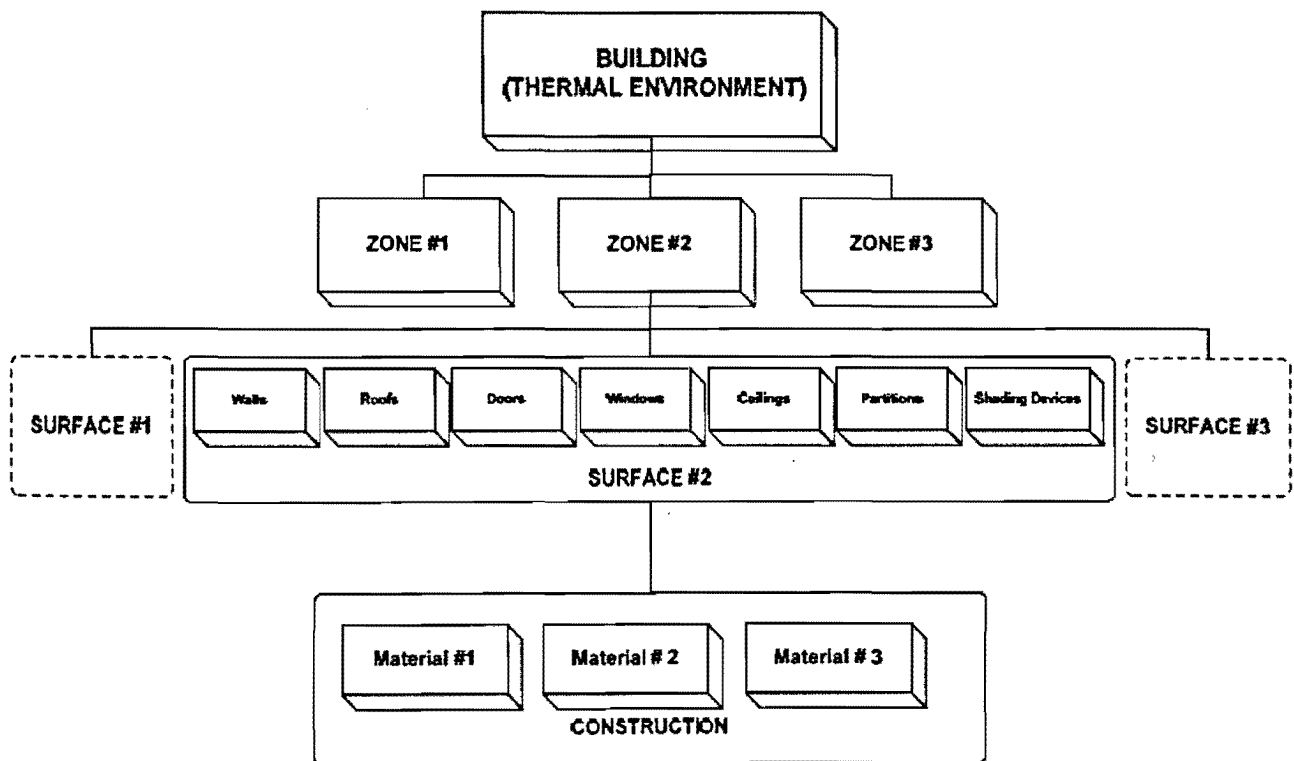 BUILDING
(THERMAL ENVIRONMENT)
ZONE #1
ZONE #2
ZONE #3
SURFACE #1
Walls
Roofs
Doors
Windows
Ceilings
Partitions
Shading Devices
SURFACE #2
SURFACE #3
Material #1
Material # 2
Material # 3
CONSTRUCTION